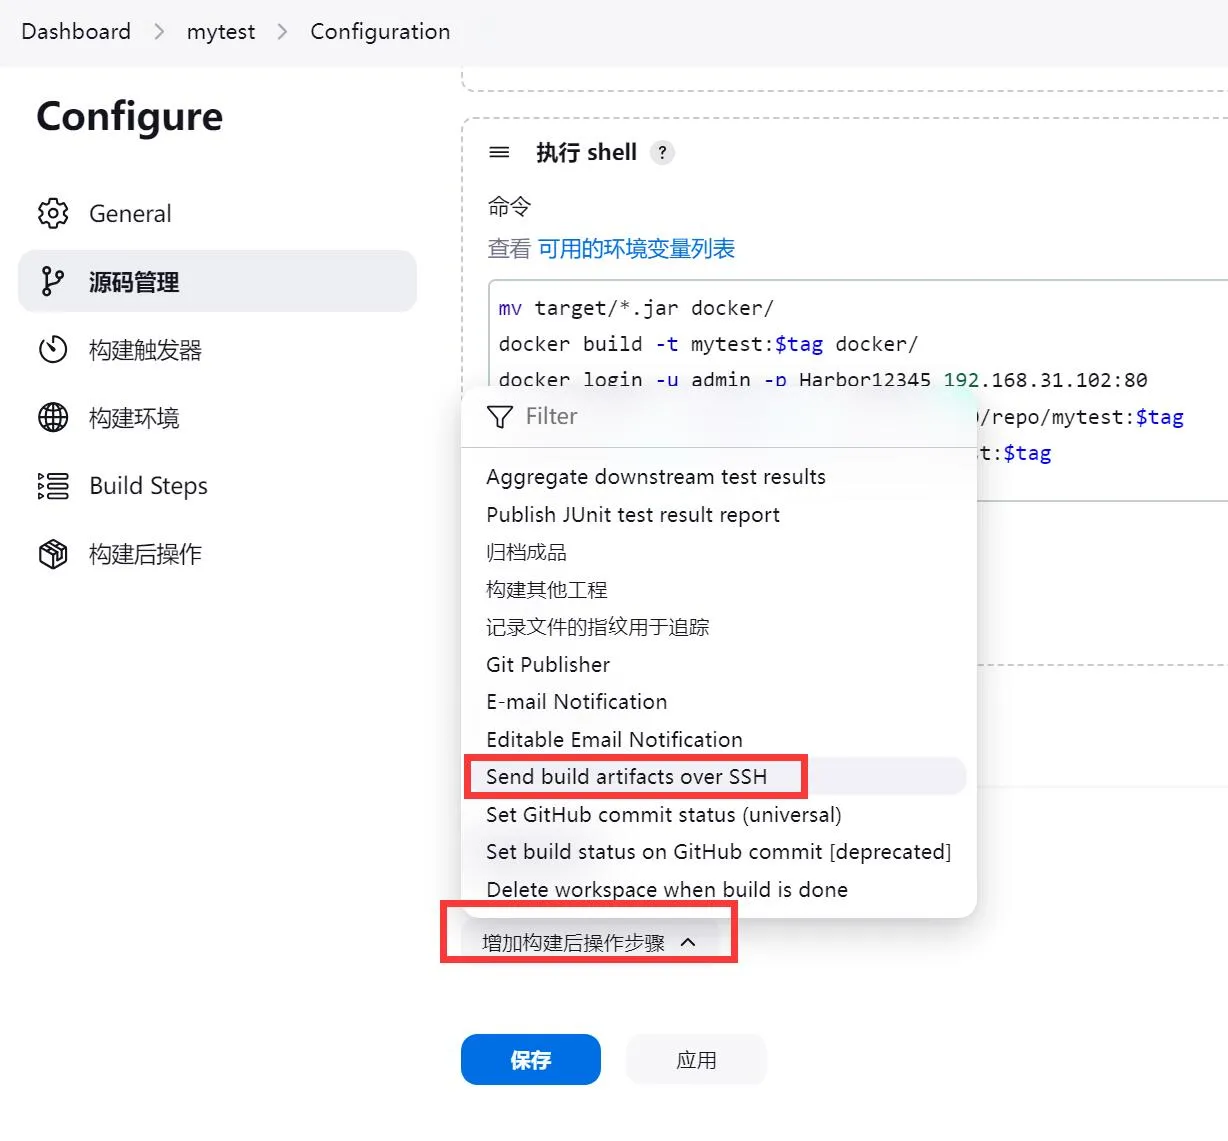 Dashboard > mytest > Configuration
Configure
General
源码管理
构建触发器
构建环境
Build Steps
构建后操作
执行 shell ?
命令
查看 可用的环境变量列表
mv target/*.jar docker/
docker build -t mytest:$tag docker/
docker login -u admin -p Harbor12345 192.168.31.102:80
/repo/mytest:$tag
t:$tag
Filter
Aggregate downstream test results
Publish JUnit test result report
归档成品
构建其他工程
记录文件的指纹用于追踪
Git Publisher
E-mail Notification
Editable Email Notification
Send build artifacts over SSH
Set GitHub commit status (universal)
Set build status on GitHub commit [deprecated]
Delete workspace when build is done
增加构建后操作步骤
保存
应用